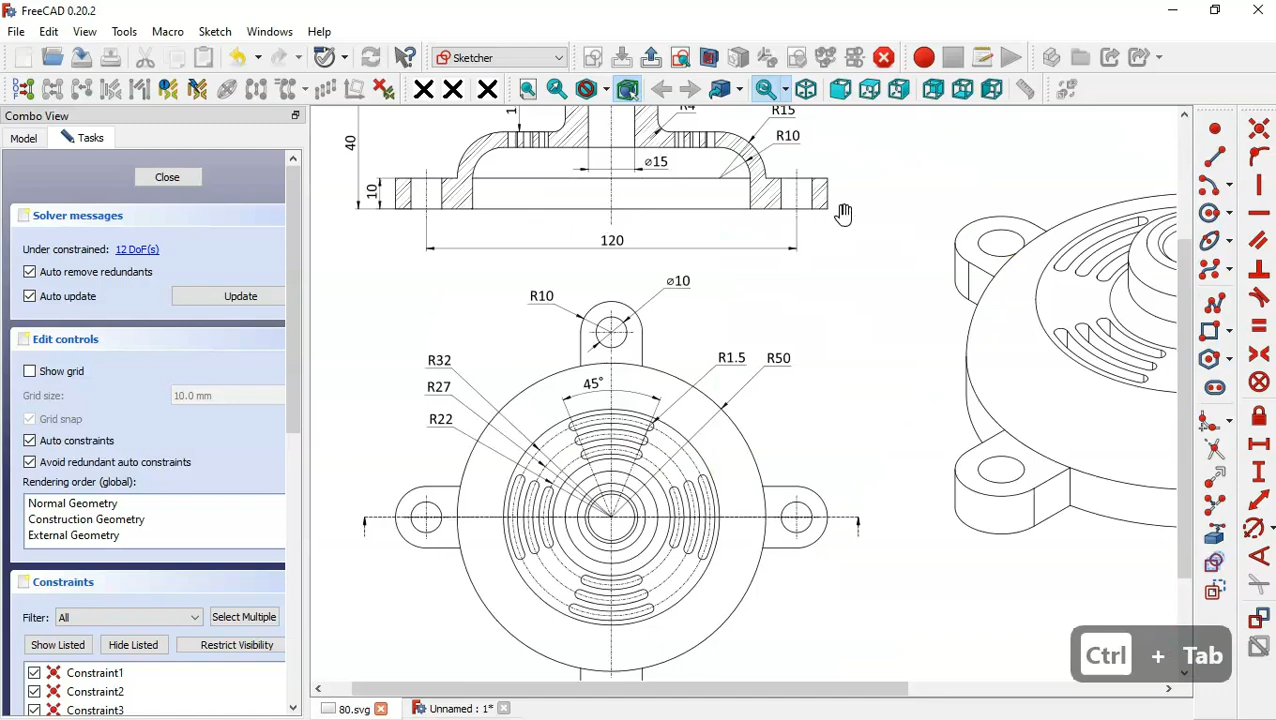 FreeCAD 0.20.2
File Edit View Tools Macro Sketch Windows Help
Sketcher
Combo View
Model Tasks
Close
Solver messages
Under constrained: 12 DoF(s)
Auto remove redundants
Auto update Update
Edit controls
Show grid
Grid size: 10.0 mm
Grid snap
Auto constraints
Avoid redundant auto constraints
Rendering order (global):
Normal Geometry
Construction Geometry
External Geometry
Constraints
Filter: All Select Multiple
Show Listed Hide Listed Restrict Visibility
Constraint1
Constraint2
Constraint3
1
R4
R15
R10
40
⌀15
10
120
⌀10
R10
R32
45°
R1.5
R50
R27
R22
Ctrl + Tab
80.svg Unnamed : 1*